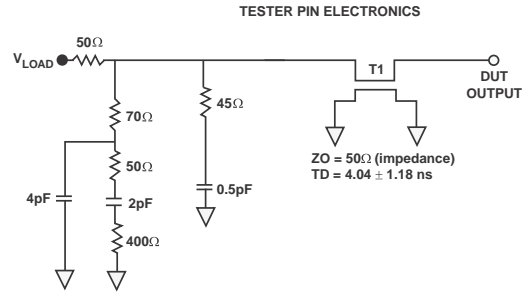 TESTER PIN ELECTRONICS
50Ω
VLOAD
T1
DUT
OUTPUT
70Ω
45Ω
50Ω
ZO = 50Ω (impedance)
TD = 4.04 ± 1.18 ns
4pF
2pF
0.5pF
400Ω